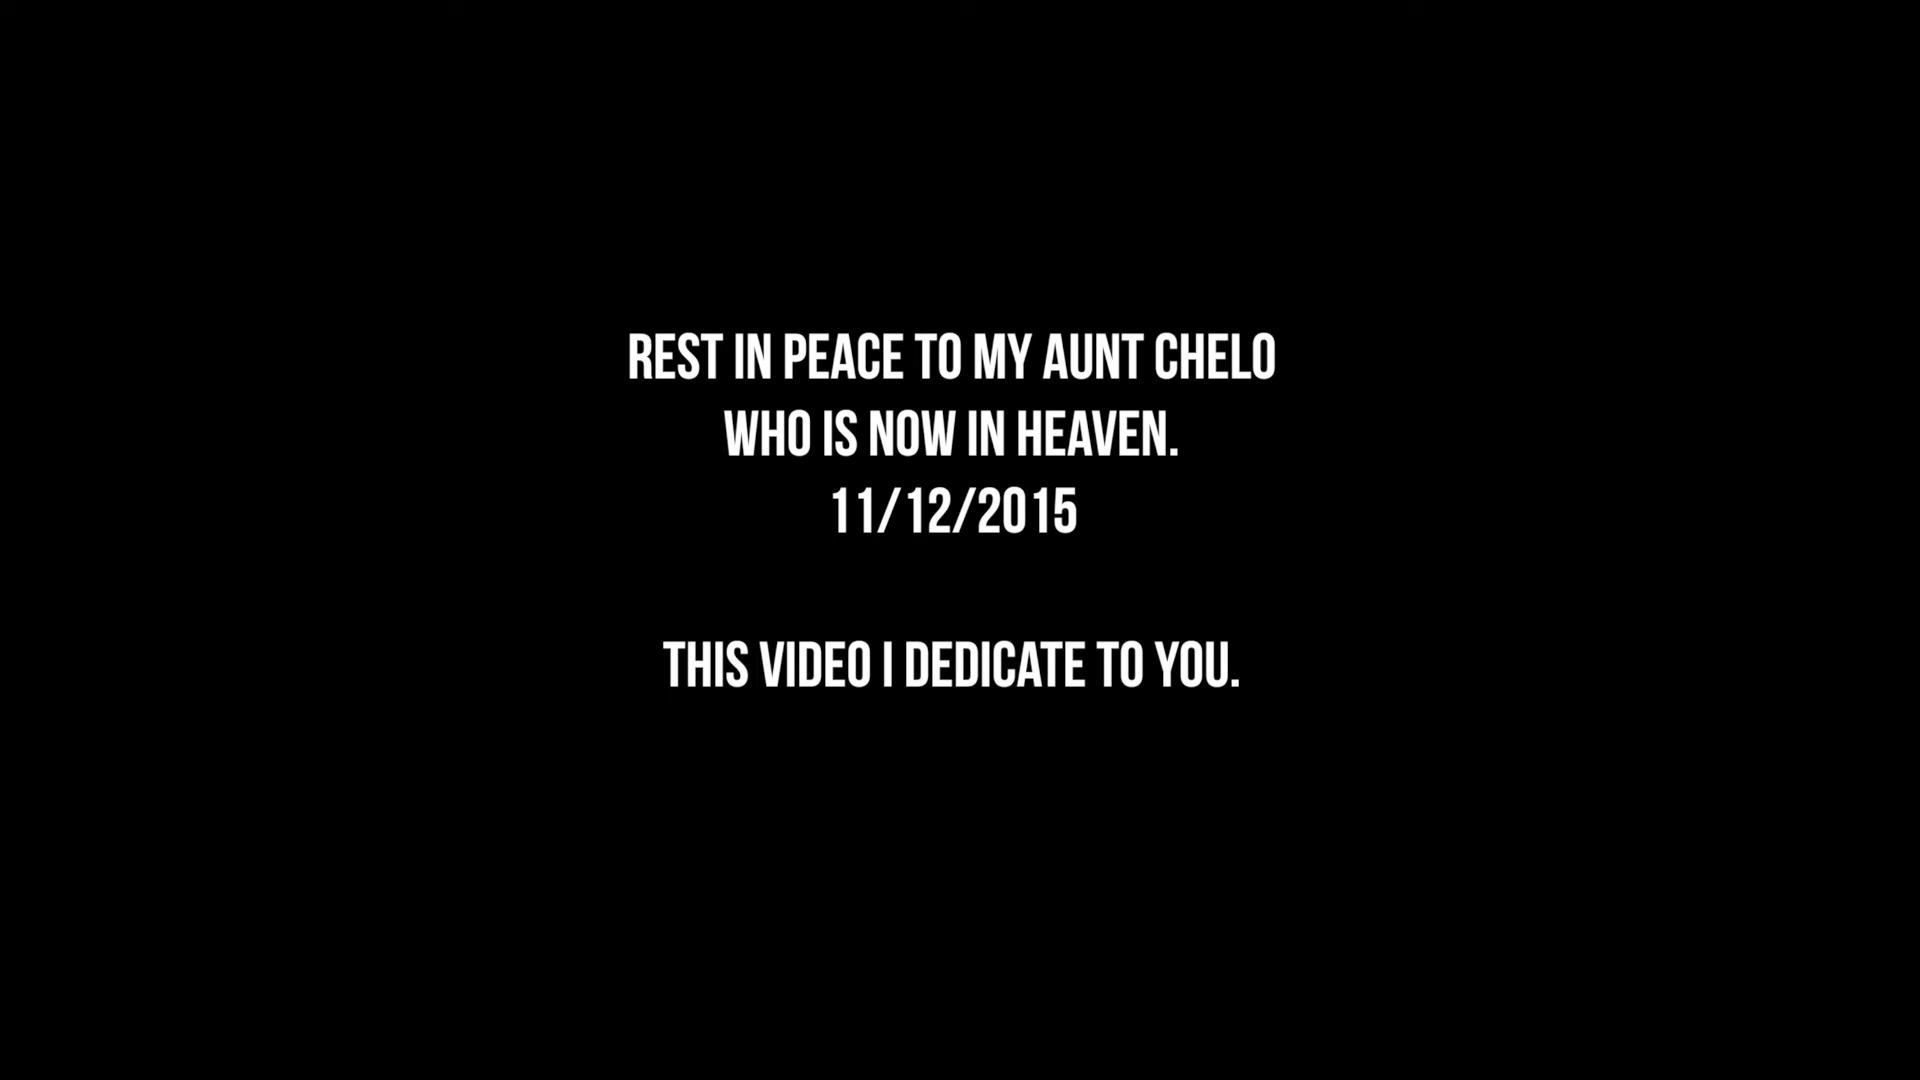 REST IN PEACE TO MY AUNT CHELO
WHO IS NOW IN HEAVEN.
11/12/2015
THIS VIDEO I DEDICATE TO YOU.